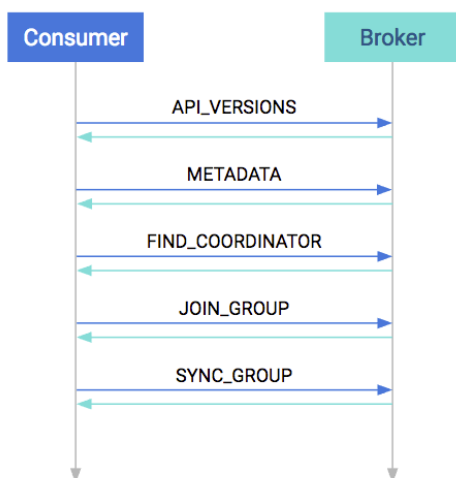 Consumer
Broker
API_VERSIONS
METADATA
FIND_COORDINATOR
JOIN_GROUP
SYNC_GROUP